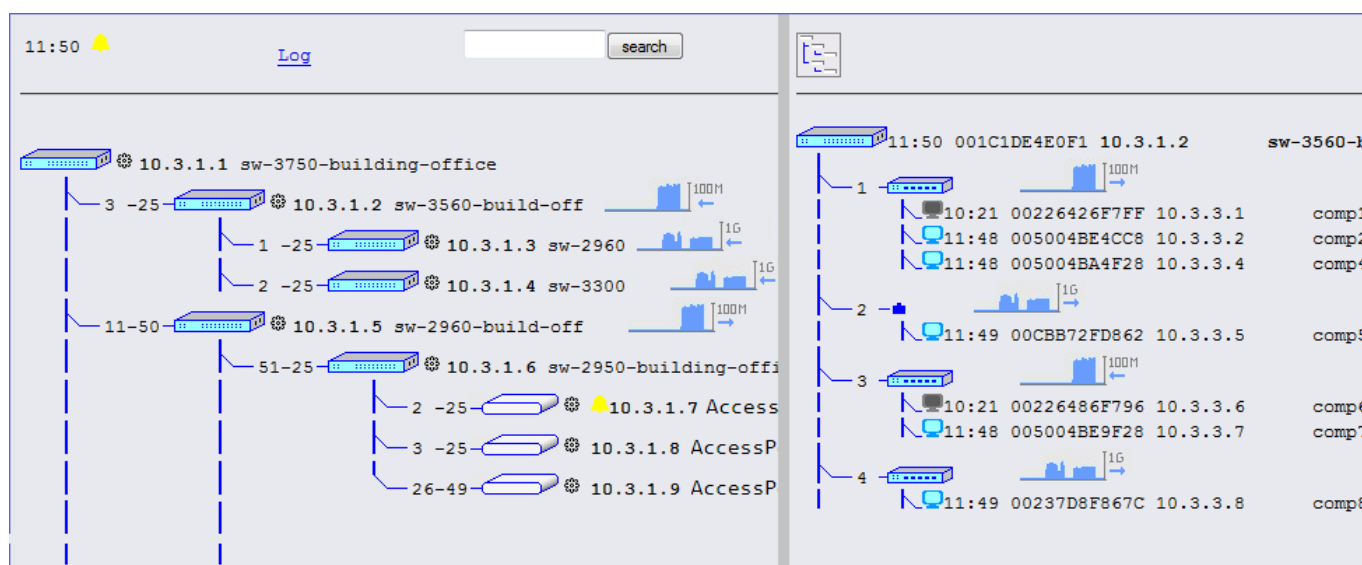 11:50
Log
search
10.3.1.1 sw-3750-building-office
3 -25 10.3.1.2 sw-3560-build-off 100M
1 -25 10.3.1.3 sw-2960 1G
2 -25 10.3.1.4 sw-3300 1G
11-50 10.3.1.5 sw-2960-build-off 100M
51-25 10.3.1.6 sw-2950-building-offi
2 -25 10.3.1.7 Access
3 -25 10.3.1.8 AccessP
26-49 10.3.1.9 AccessP
11:50 001C1DE4E0F1 10.3.1.2 sw-3560-b
1 100M
10:21 00226426F7FF 10.3.3.1 comp1
11:48 005004BE4CC8 10.3.3.2 comp2
11:48 005004BA4F28 10.3.3.4 comp4
2 1G
11:49 00CBB72FD862 10.3.3.5 comp5
3 100M
10:21 00226486F796 10.3.3.6 comp6
11:48 005004BE9F28 10.3.3.7 comp7
4 1G
11:49 00237D8F867C 10.3.3.8 comp8